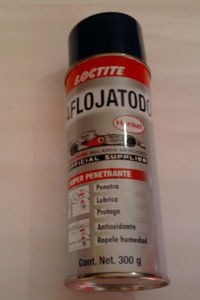 LOCTITE
AFLOJATODO
Henkel
OFFICIAL SUPPLIER
SUPER PENETRANTE
Penetra
Lubrica
Protege
Antioxidante
Repele humedad
Cont. Net. 300 g